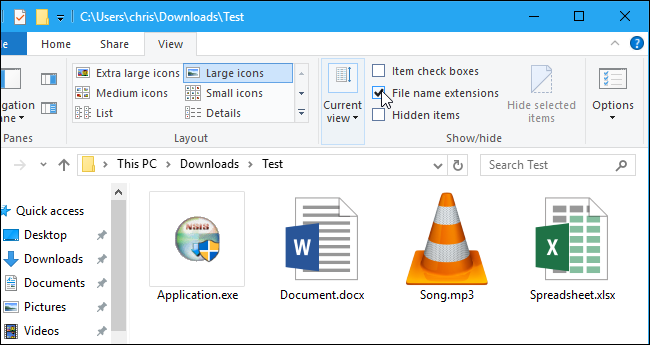 C:\Users\chris\Downloads\Test
Home Share View
Extra large icons Large icons
Medium icons Small icons
List Details
Layout
Panes
Current view
Item check boxes
File name extensions
Hidden items
Hide selected items
Show/hide
Options
This PC Downloads Test
Search Test
Quick access
Desktop
Downloads
Documents
Pictures
Videos
NSIS
W
X
Application.exe Document.docx Song.mp3 Spreadsheet.xlsx